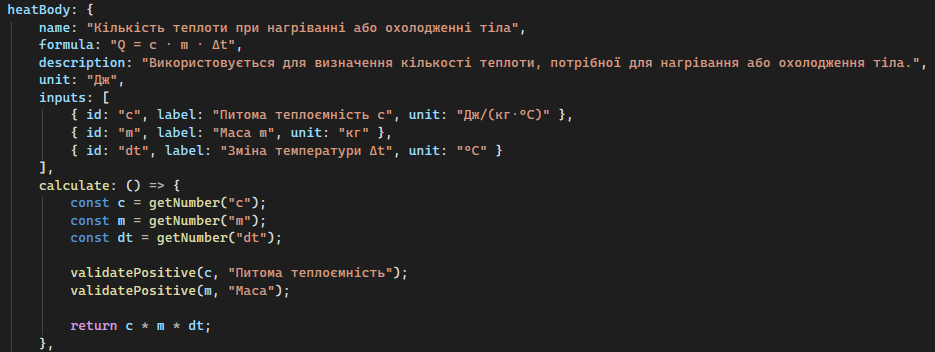 heatBody: {
    name: "Кількість теплоти при нагріванні або охолодженні тіла",
    formula: "Q = c · m · Δt",
    description: "Використовується для визначення кількості теплоти, потрібної для нагрівання або охолодження тіла.",
    unit: "Дж",
    inputs: [
        { id: "c", label: "Питома теплоємність c", unit: "Дж/(кг·°C)" },
        { id: "m", label: "Маса m", unit: "кг" },
        { id: "dt", label: "Зміна температури Δt", unit: "°C" }
    ],
    calculate: () => {
        const c = getNumber("c");
        const m = getNumber("m");
        const dt = getNumber("dt");

        validatePositive(c, "Питома теплоємність");
        validatePositive(m, "Маса");

        return c * m * dt;
    },